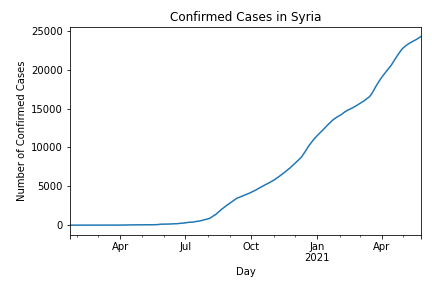 Confirmed Cases in Syria
25000
20000
15000
10000
5000
0
Number of Confirmed Cases
Apr Jul Oct Jan Apr
2021
Day